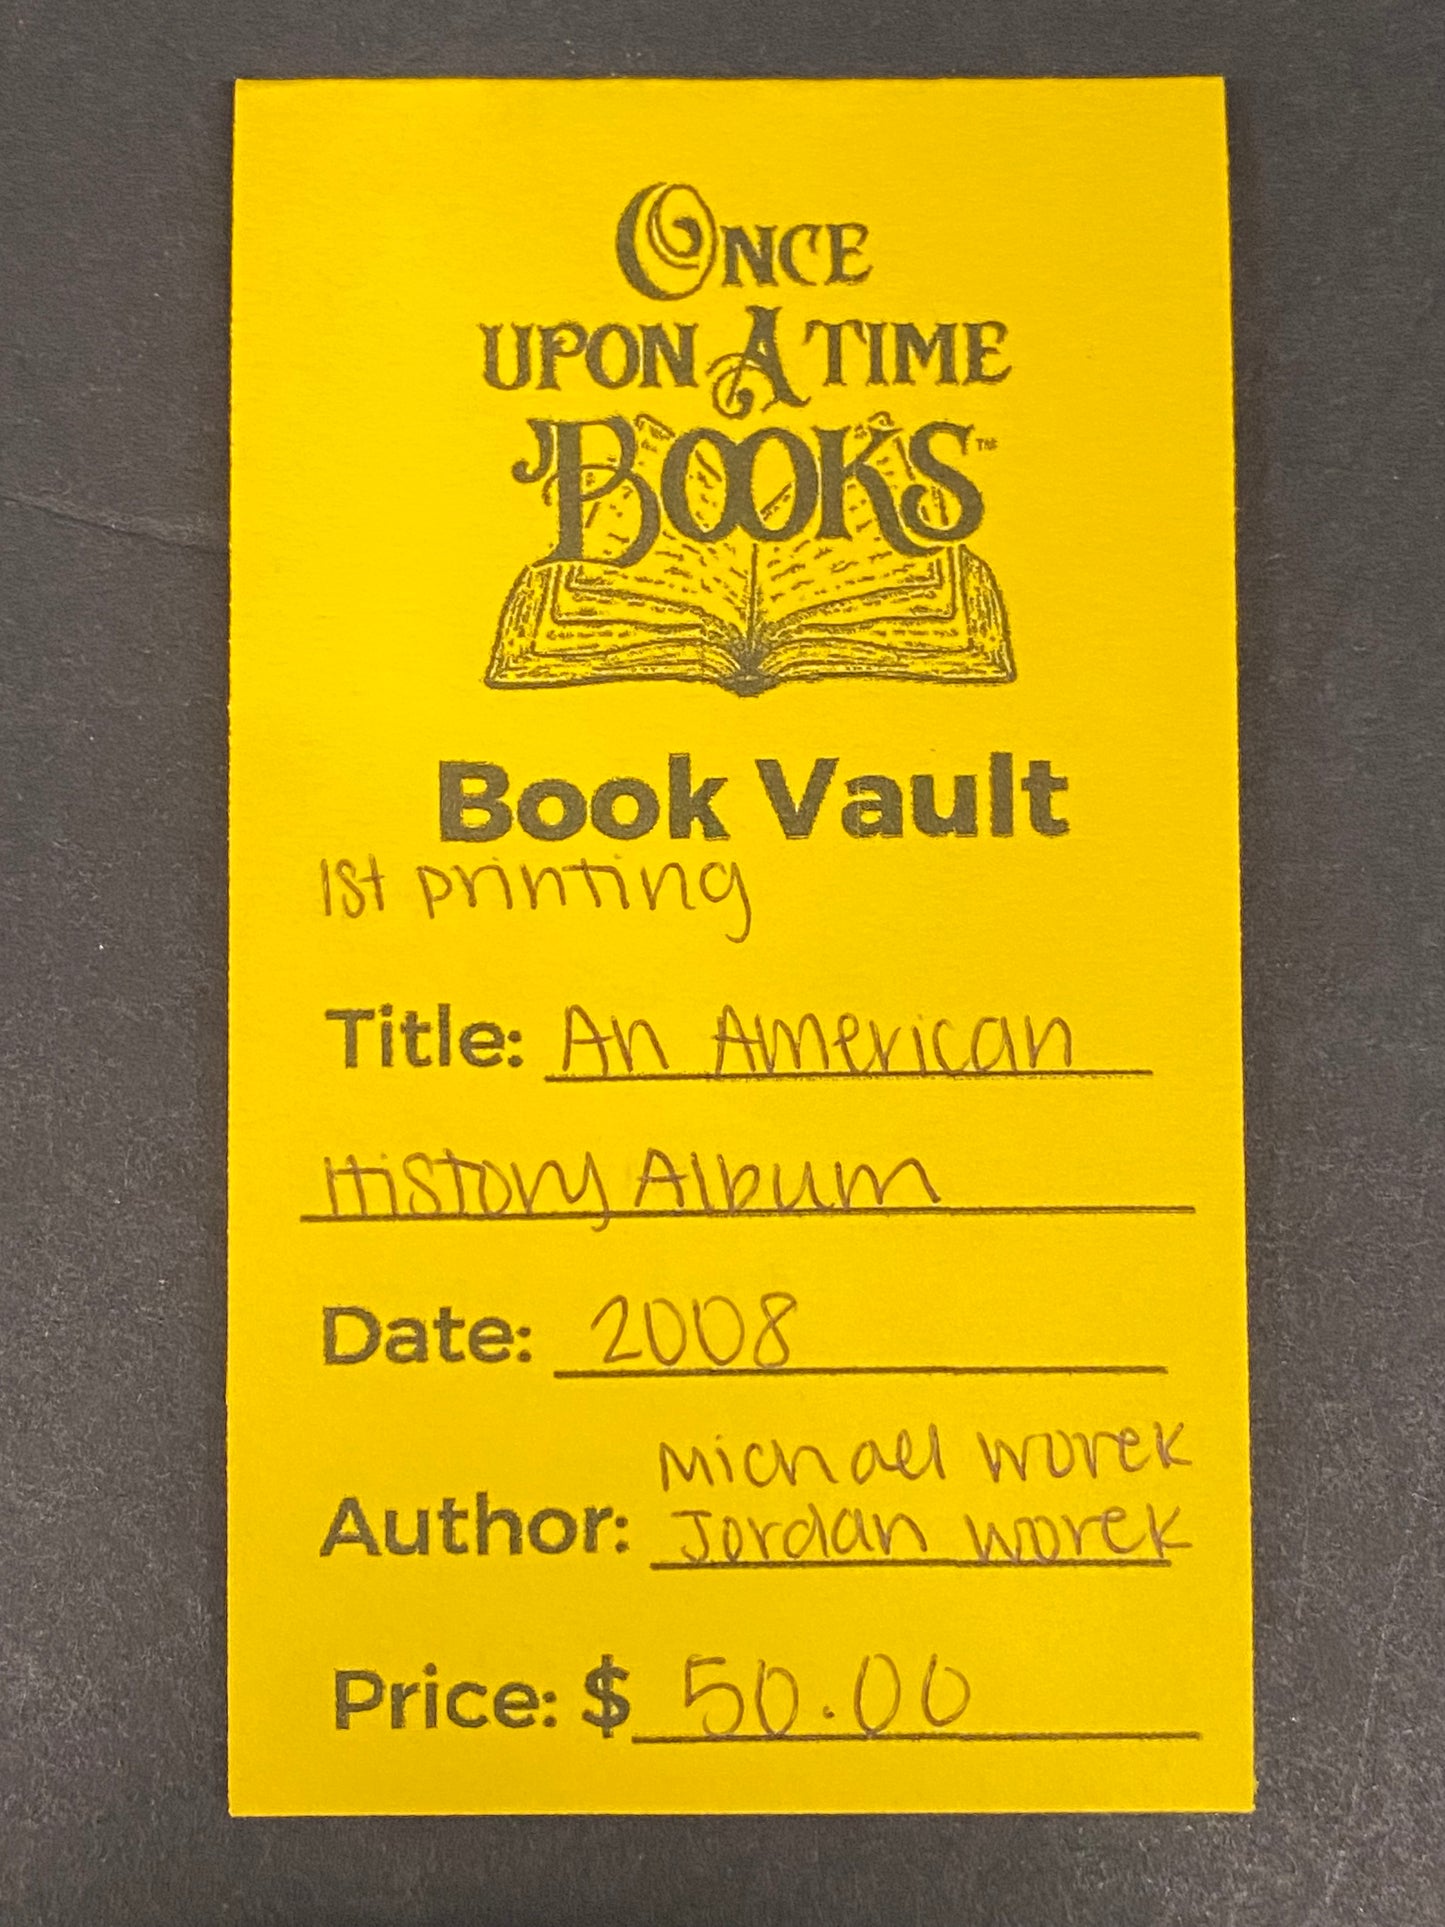 ONCE
UPON A TIME
BOOKS™
Book Vault
1st printing
Title: An American
History Album
Date: 2008
Michael Worek
Author: Jordan Worek
Price: $ 50.00